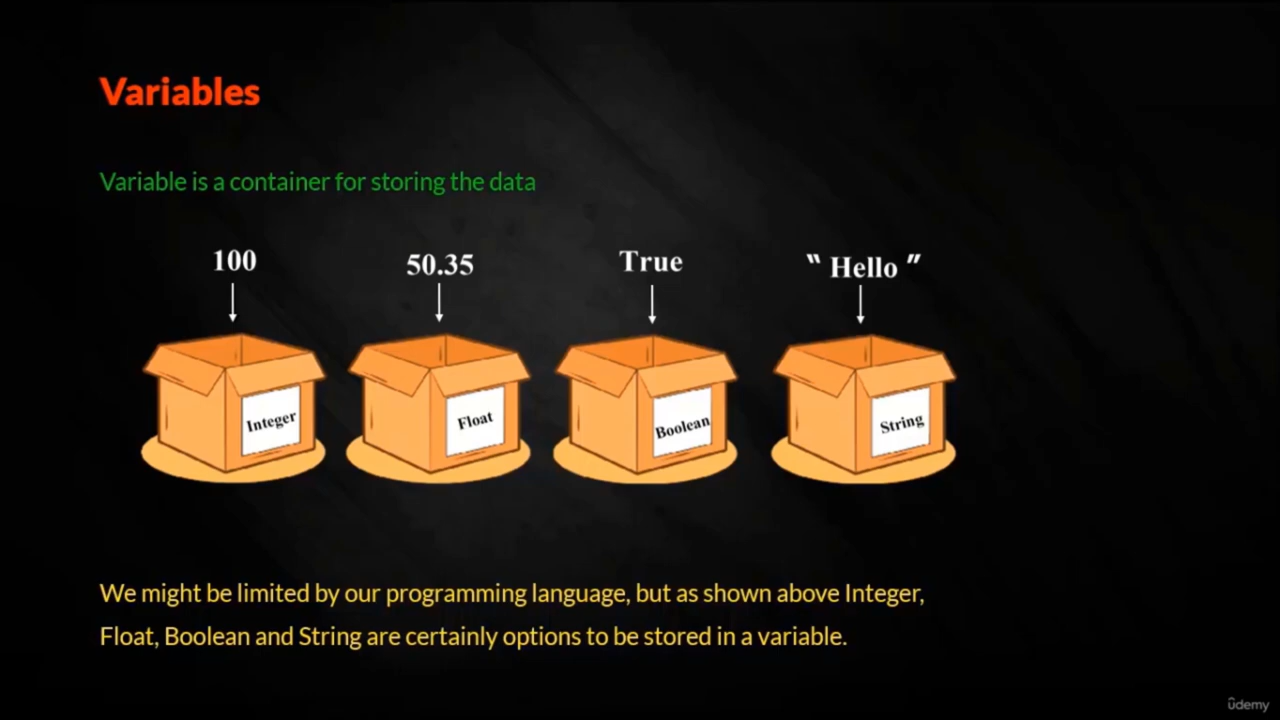 Variables
Variable is a container for storing the data
100 50.35 True " Hello "
Integer Float Boolean String
We might be limited by our programming language, but as shown above Integer,
Float, Boolean and String are certainly options to be stored in a variable.
ûdemy